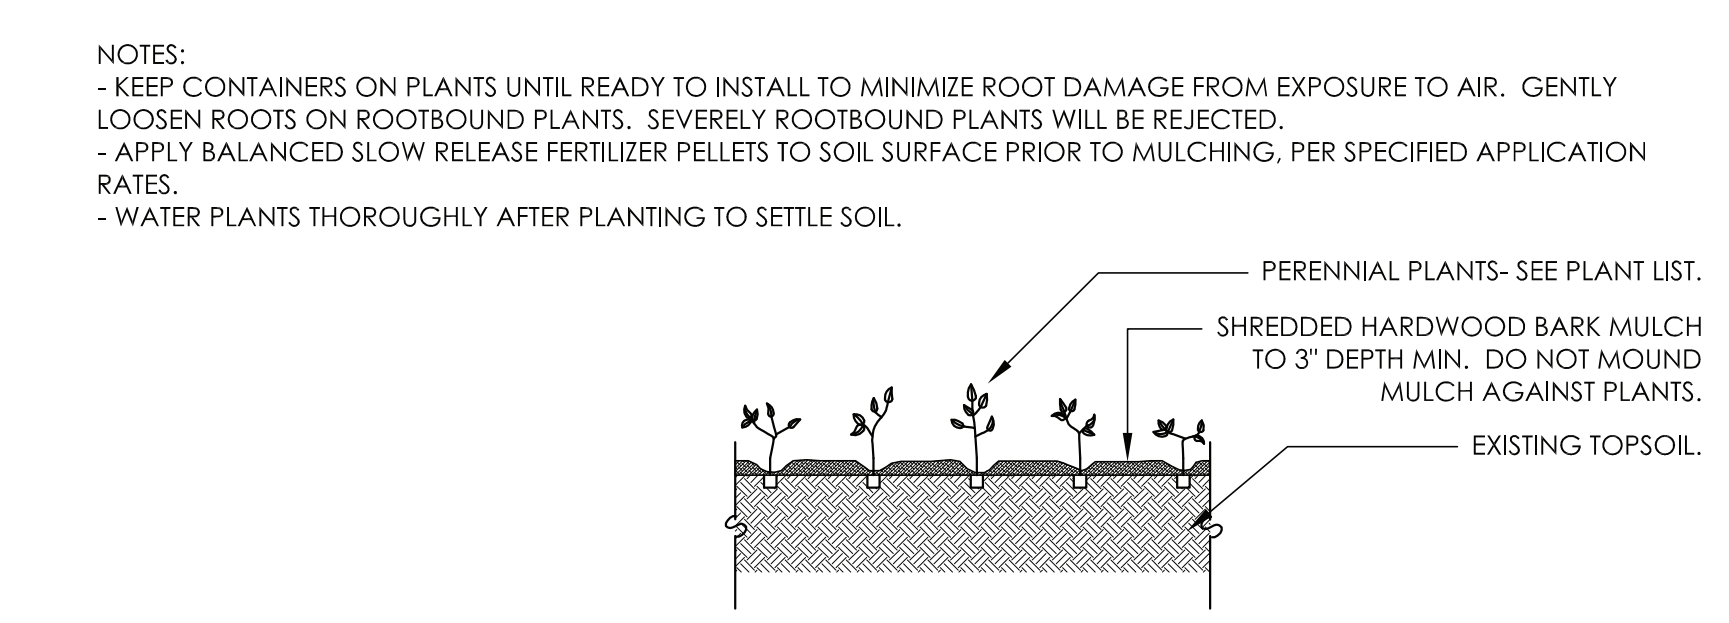 NOTES:
- KEEP CONTAINERS ON PLANTS UNTIL READY TO INSTALL TO MINIMIZE ROOT DAMAGE FROM EXPOSURE TO AIR.  GENTLY
LOOSEN ROOTS ON ROOTBOUND PLANTS.  SEVERELY ROOTBOUND PLANTS WILL BE REJECTED.
- APPLY BALANCED SLOW RELEASE FERTILIZER PELLETS TO SOIL SURFACE PRIOR TO MULCHING, PER SPECIFIED APPLICATION
RATES.
- WATER PLANTS THOROUGHLY AFTER PLANTING TO SETTLE SOIL.
PERENNIAL PLANTS- SEE PLANT LIST.
SHREDDED HARDWOOD BARK MULCH
TO 3" DEPTH MIN.  DO NOT MOUND
MULCH AGAINST PLANTS.
EXISTING TOPSOIL.